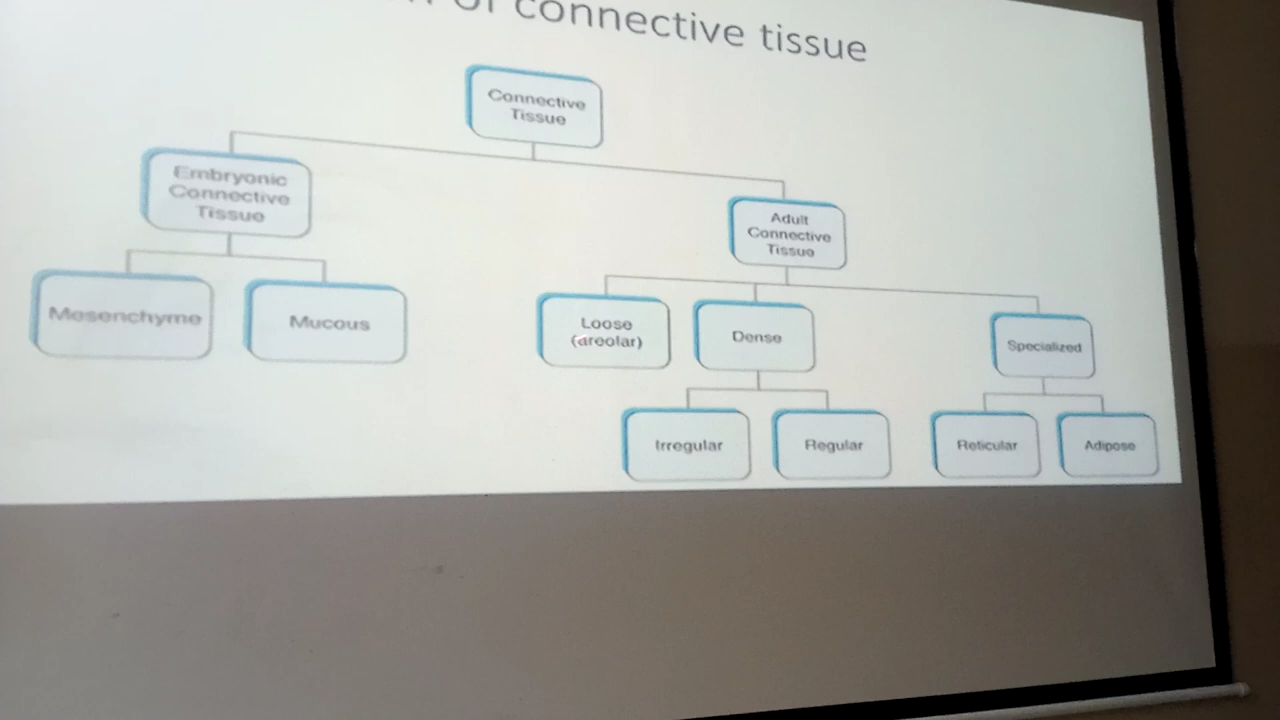 of connective tissue
Connective
Tissue
Embryonic
Connective
Tissue
Adult
Connective
Tissue
Mesenchyme
Mucous
Loose
(areolar)
Dense
Specialized
Irregular
Regular
Reticular
Adipose